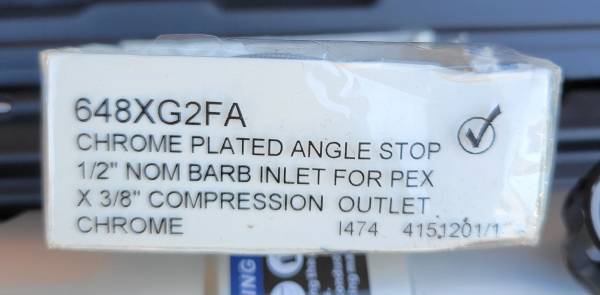 648XG2FA
CHROME PLATED ANGLE STOP
1/2" NOM BARB INLET FOR PEX
X 3/8" COMPRESSION OUTLET
CHROME I474 4151201/1